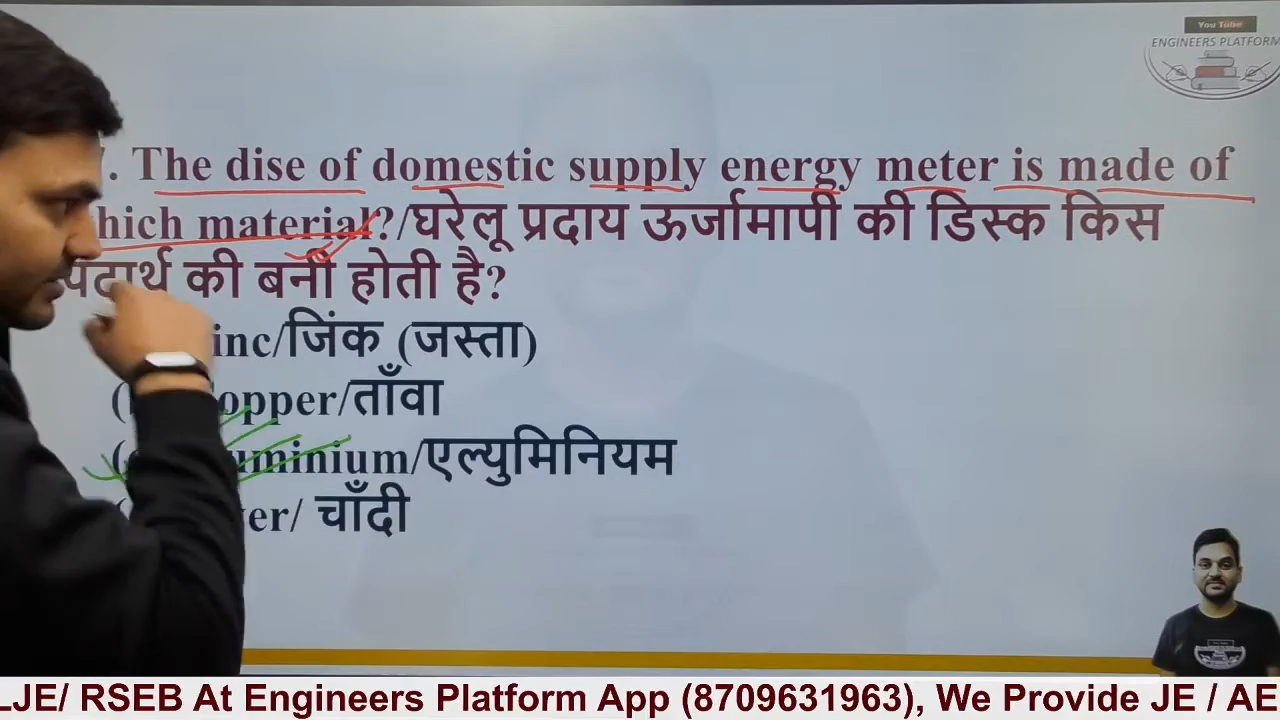 You Tube
ENGINEERS PLATFORM
. The dise of domestic supply energy meter is made of
hich material?/घरेलू प्रदाय ऊर्जामापी की डिस्क किस
पदार्थ की बनी होती है?
inc/जिंक (जस्ता)
( opper/ताँवा
( uminium/एल्युमिनियम
( er/ चाँदी
LJE/ RSEB At Engineers Platform App (8709631963), We Provide JE / AE